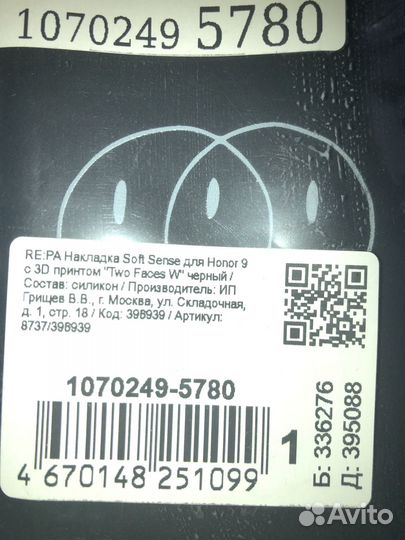 1070249 5780
RE:PA Накладка Soft Sense для Honor 9
с 3D принтом "Two Faces W" черный /
Состав: силикон / Производитель: ИП
Грищев В.В., г. Москва, ул. Складочная,
д. 1, стр. 18 / Код: 396939 / Артикул:
8737/396939
1070249-5780
1
4 670148 251099
Б: 336276
Д: 395088
Avito